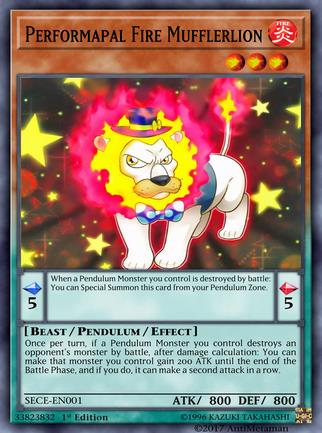 PERFORMAPAL FIRE MUFFLERLION
FIRE
炎
When a Pendulum Monster you control is destroyed by battle:
You can Special Summon this card from your Pendulum Zone.
5
5
[ BEAST / PENDULUM / EFFECT ]
Once per turn, if a Pendulum Monster you control destroys an
opponent's monster by battle, after damage calculation: You can
make that monster you control gain 200 ATK until the end of the
Battle Phase, and if you do, it can make a second attack in a row.
SECE-EN001
ATK/ 800 DEF/ 800
33823832
1st Edition
©1996 KAZUKI TAKAHASHI
©2017 AntiMetaman